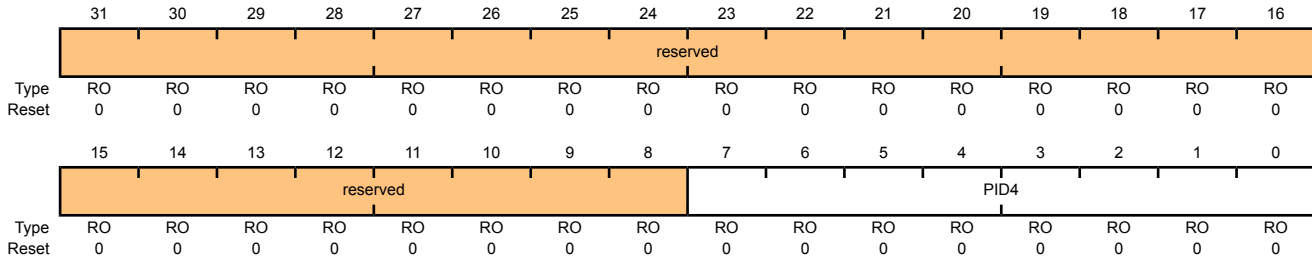 31 30 29 28 27 26 25 24 23 22 21 20 19 18 17 16
reserved
Type RO RO RO RO RO RO RO RO RO RO RO RO RO RO RO RO
Reset 0 0 0 0 0 0 0 0 0 0 0 0 0 0 0 0
15 14 13 12 11 10 9 8 7 6 5 4 3 2 1 0
reserved PID4
Type RO RO RO RO RO RO RO RO RO RO RO RO RO RO RO RO
Reset 0 0 0 0 0 0 0 0 0 0 0 0 0 0 0 0